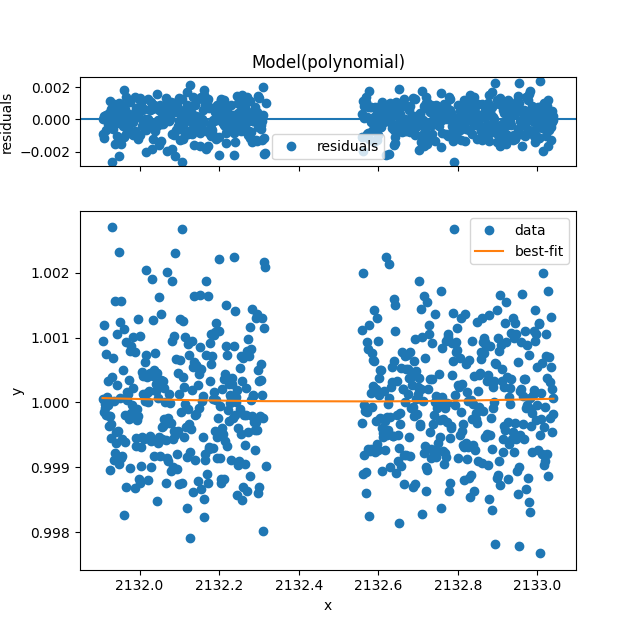 Model(polynomial)
residuals
0.002
0.000
−0.002
residuals
y
1.002
1.001
1.000
0.999
0.998
data
best-fit
2132.0 2132.2 2132.4 2132.6 2132.8 2133.0
x